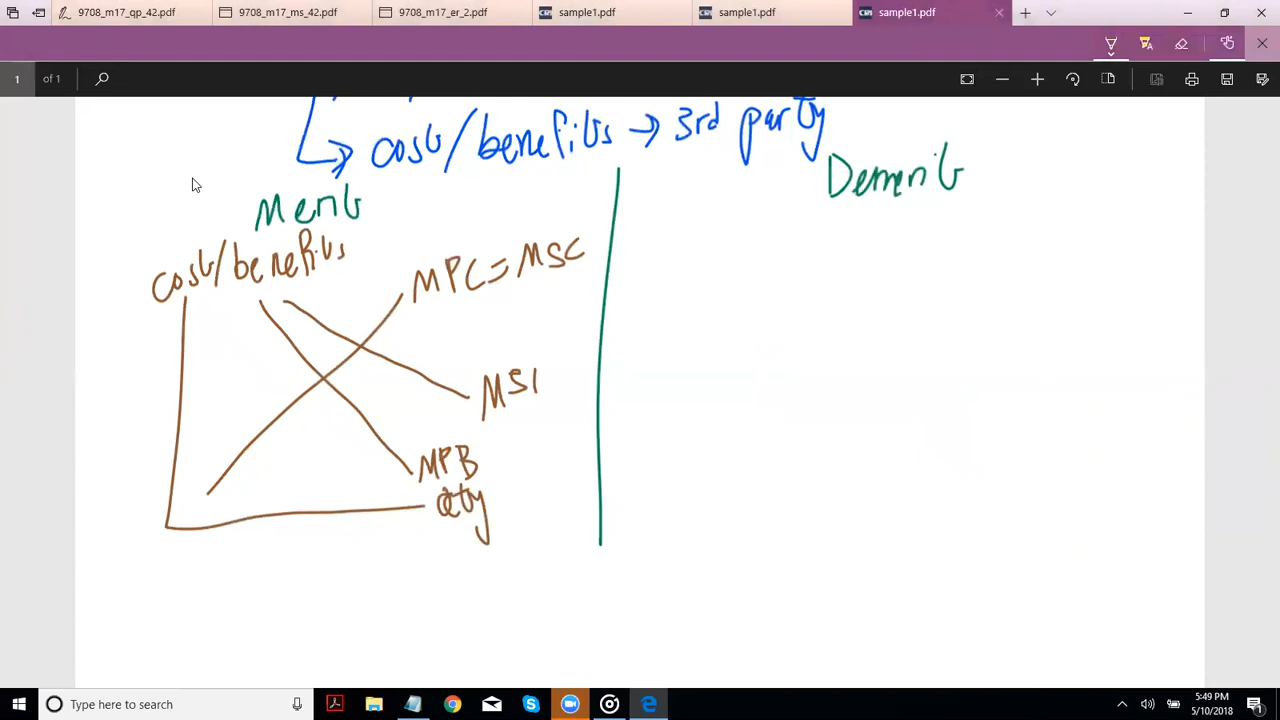 9708_m17_qp_42.pdf 9708_m17_ms_42.pdf 9708_m17_er_2.pdf sample1.pdf sample1.pdf sample1.pdf
1 of 1
cost/benefits → 3rd party
Merit
Demerit
cost/benefits
MPC = MSC
MSI
MPB
qty
Type here to search
5:49 PM
5/10/2018